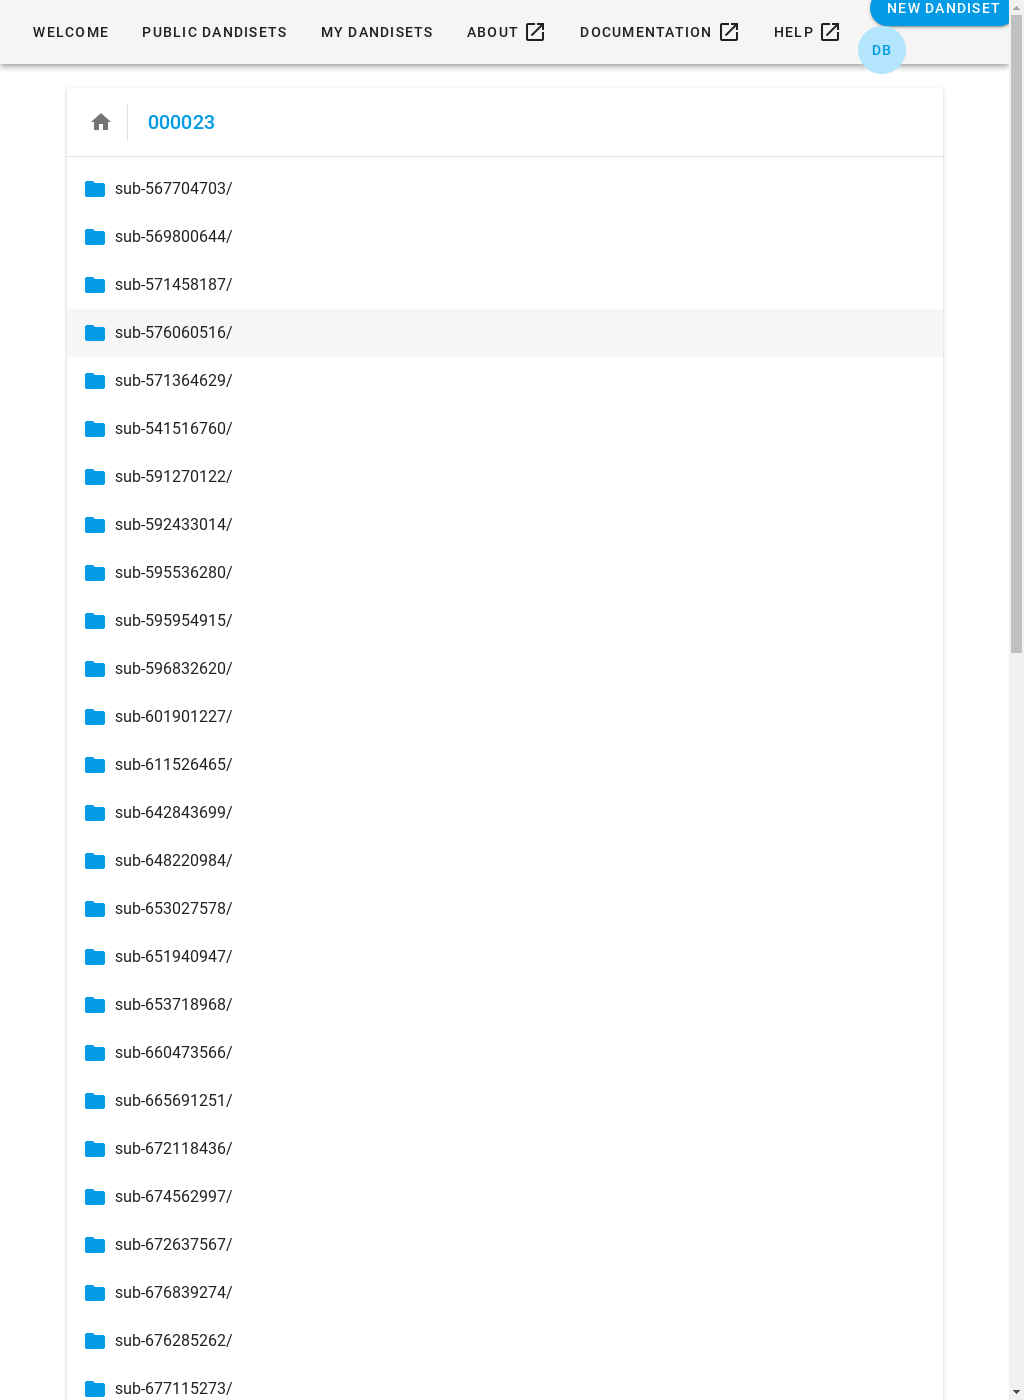 WELCOME PUBLIC DANDISETS MY DANDISETS ABOUT DOCUMENTATION HELP NEW DANDISET
DB
000023
sub-567704703/
sub-569800644/
sub-571458187/
sub-576060516/
sub-571364629/
sub-541516760/
sub-591270122/
sub-592433014/
sub-595536280/
sub-595954915/
sub-596832620/
sub-601901227/
sub-611526465/
sub-642843699/
sub-648220984/
sub-653027578/
sub-651940947/
sub-653718968/
sub-660473566/
sub-665691251/
sub-672118436/
sub-674562997/
sub-672637567/
sub-676839274/
sub-676285262/
sub-677115273/